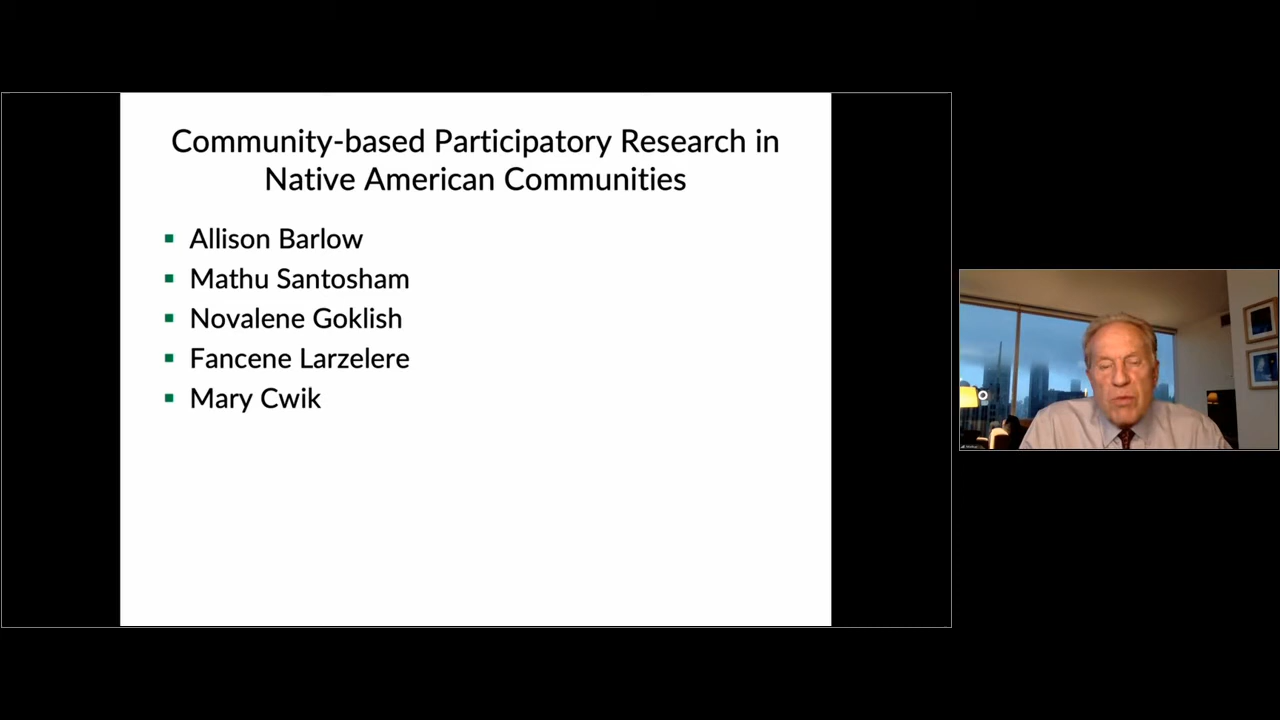 Community-based Participatory Research in
Native American Communities
Allison Barlow
Mathu Santosham
Novalene Goklish
Fancene Larzelere
Mary Cwik